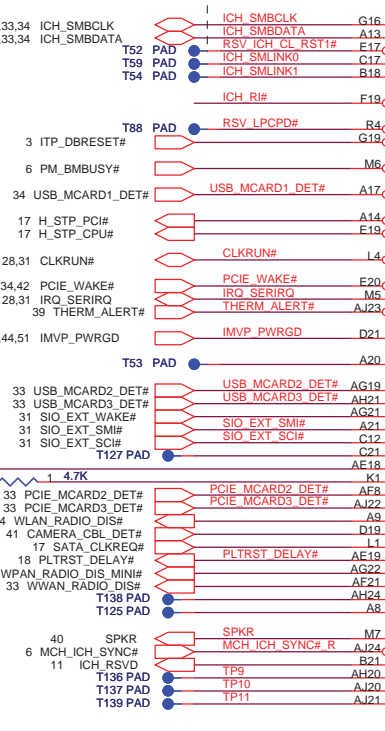 ,33,34 ICH_SMBCLK ICH_SMBCLK G16
,33,34 ICH_SMBDATA ICH_SMBDATA A13
T52 PAD RSV_ICH_CL_RST1# E17
T59 PAD ICH_SMLINK0 C17
T54 PAD ICH_SMLINK1 B18
ICH_RI# F19
T88 PAD RSV_LPCPD# R4
3 ITP_DBRESET# G19
6 PM_BMBUSY# M6
34 USB_MCARD1_DET# USB_MCARD1_DET# A17
17 H_STP_PCI# A14
17 H_STP_CPU# E19
28,31 CLKRUN# CLKRUN# L4
34,42 PCIE_WAKE# PCIE_WAKE# E20
28,31 IRQ_SERIRQ IRQ_SERIRQ M5
39 THERM_ALERT# THERM_ALERT# AJ23
,44,51 IMVP_PWRGD IMVP_PWRGD D21
T53 PAD A20
33 USB_MCARD2_DET# USB_MCARD2_DET# AG19
33 USB_MCARD3_DET# USB_MCARD3_DET# AH21
31 SIO_EXT_WAKE# AG21
31 SIO_EXT_SMI# SIO_EXT_SMI# A21
31 SIO_EXT_SCI# SIO_EXT_SCI# C12
T127 PAD C21
AE18
1 4.7K K1
33 PCIE_MCARD2_DET# PCIE_MCARD2_DET# AF8
33 PCIE_MCARD3_DET# PCIE_MCARD3_DET# AJ22
4 WLAN_RADIO_DIS# A9
41 CAMERA_CBL_DET# D19
17 SATA_CLKREQ# L1
18 PLTRST_DELAY# PLTRST_DELAY# AE19
WPAN_RADIO_DIS_MINI# AG22
33 WWAN_RADIO_DIS# AF21
T138 PAD AH24
T125 PAD A8
40 SPKR SPKR M7
6 MCH_ICH_SYNC# MCH_ICH_SYNC#_R AJ24
11 ICH_RSVD B21
T136 PAD TP9 AH20
T137 PAD TP10 AJ20
T139 PAD TP11 AJ21